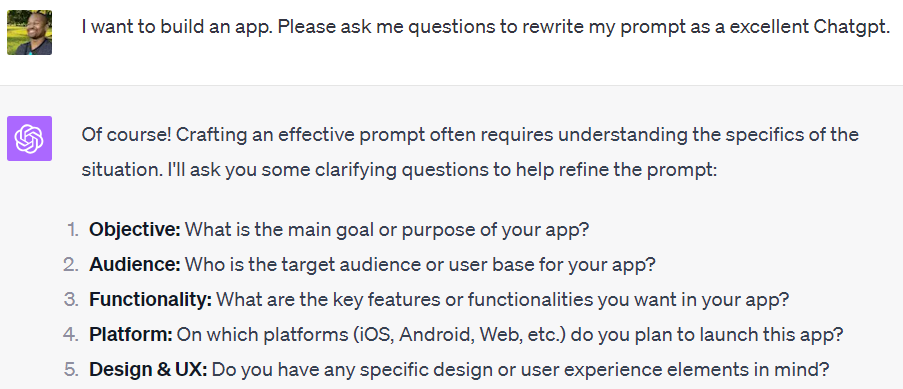 I want to build an app. Please ask me questions to rewrite my prompt as a excellent Chatgpt.
Of course! Crafting an effective prompt often requires understanding the specifics of the
situation. I'll ask you some clarifying questions to help refine the prompt:
1. Objective: What is the main goal or purpose of your app?
2. Audience: Who is the target audience or user base for your app?
3. Functionality: What are the key features or functionalities you want in your app?
4. Platform: On which platforms (iOS, Android, Web, etc.) do you plan to launch this app?
5. Design & UX: Do you have any specific design or user experience elements in mind?